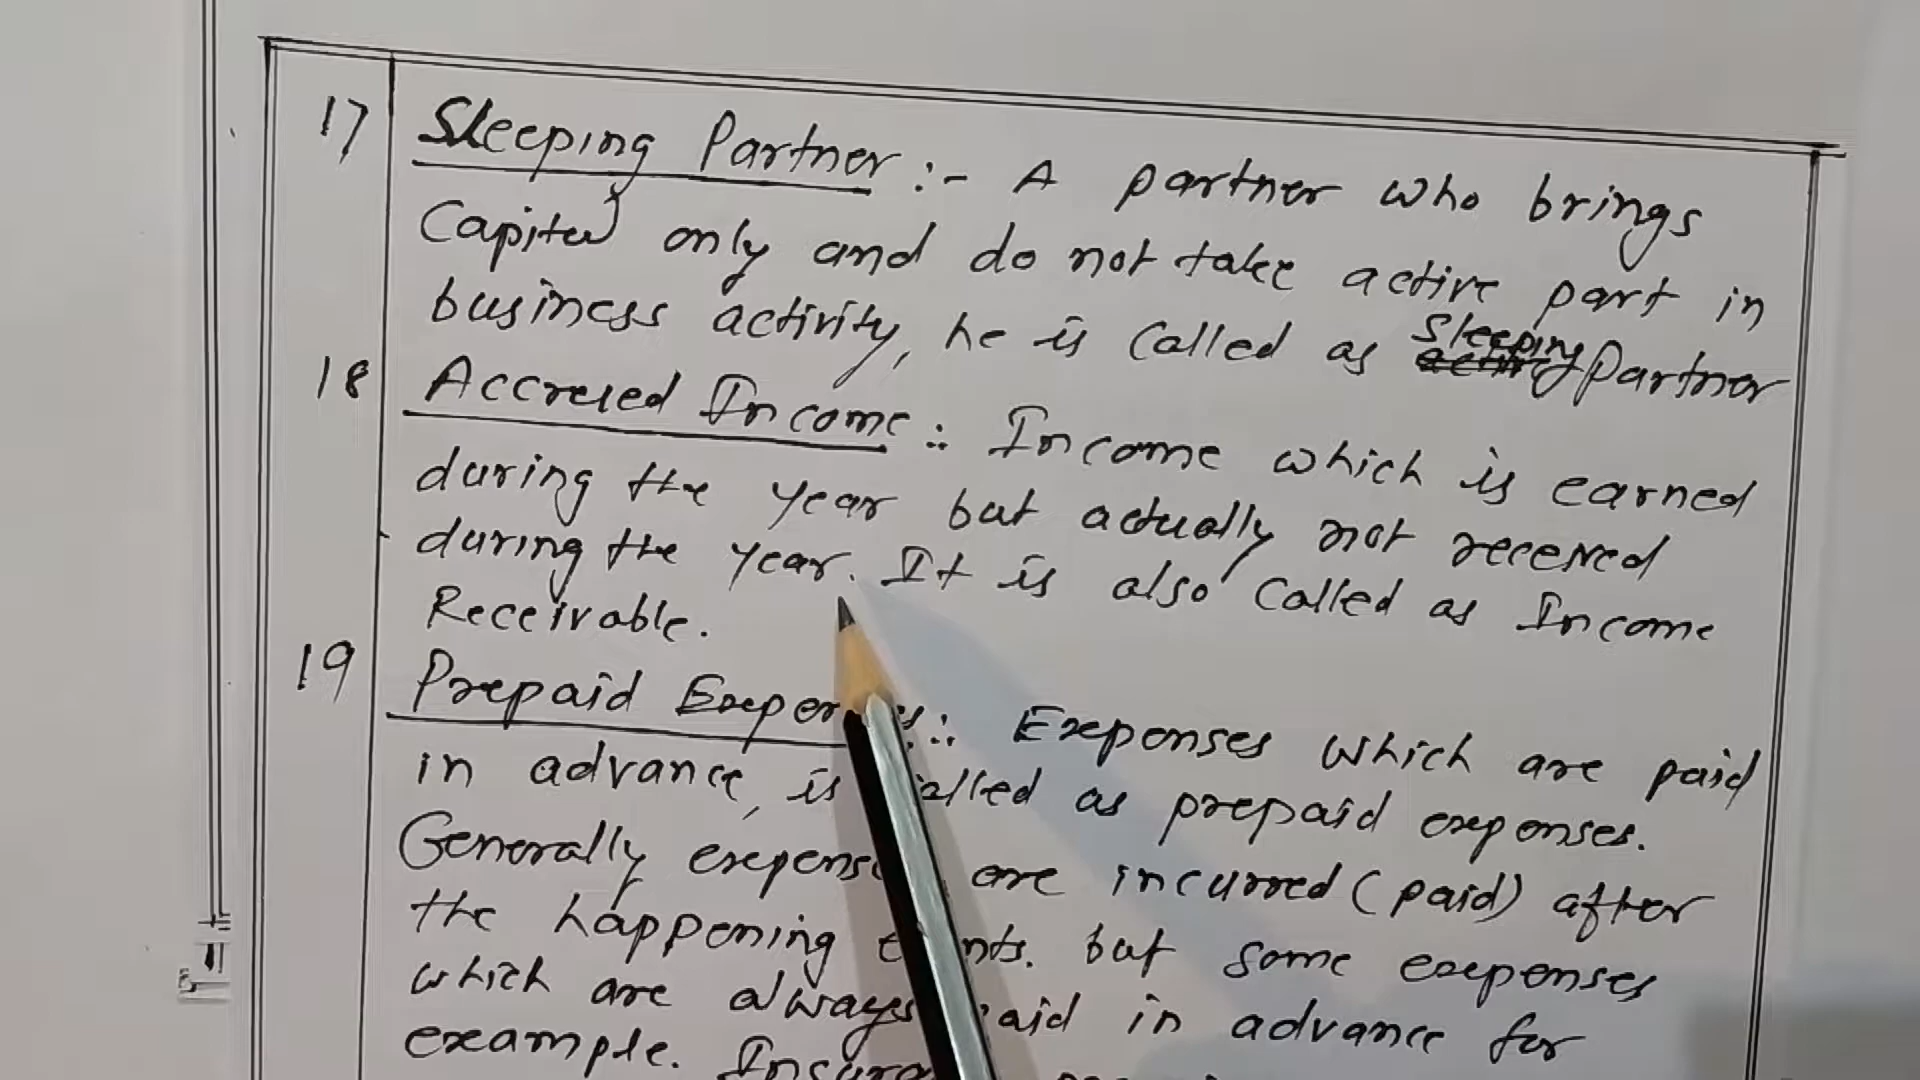 17 Sleeping Partner :- A partner who brings
Capital only and do not take active part in
business activity, he is called as Sleeping Partner
18 Accrued Income :- Income which is earned
during the year but actually not received
during the year. It is also called as Income
Receivable.
19 Prepaid Expenses :- Expenses which are paid
in advance, is called as prepaid expenses.
Generally expenses are incurred (paid) after
the happening events. but some expenses
which are always paid in advance for
example.